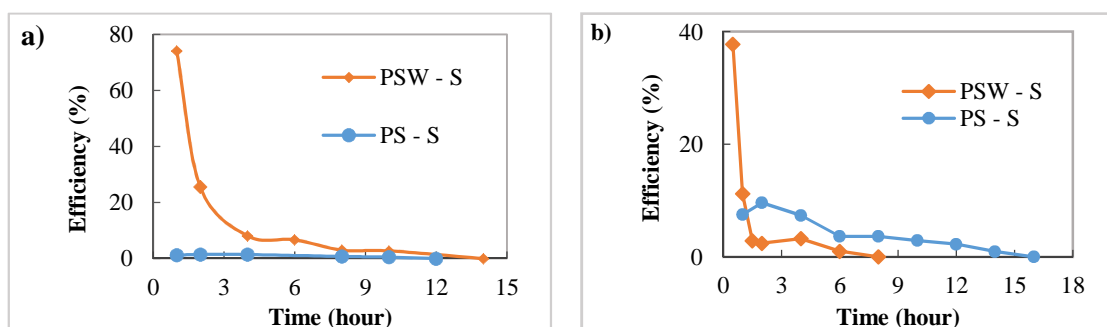 a)
80
60
40
20
0
Efficiency (%)
PSW - S
PS - S
0 3 6 9 12 15
Time (hour)
b)
40
20
0
Efficiency (%)
PSW - S
PS - S
0 3 6 9 12 15 18
Time (hour)